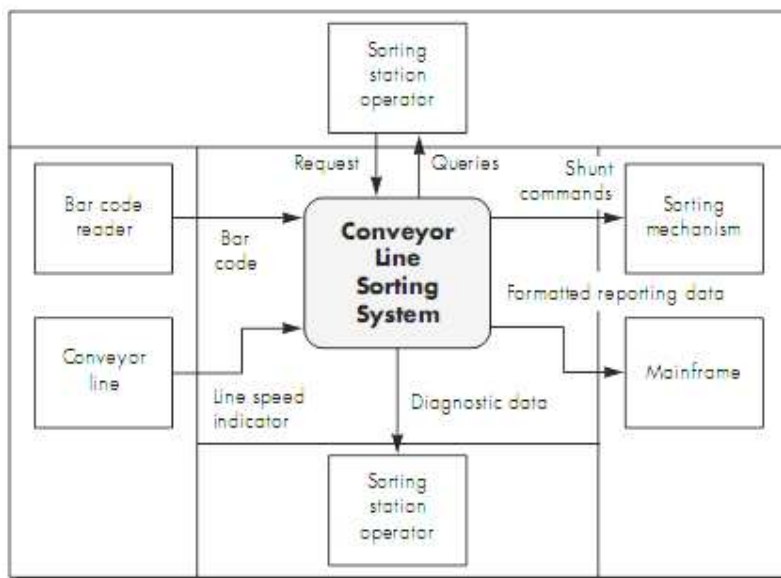 Sorting
station
operator
Request
Queries
Shunt
commands
Bar code
reader
Bar
code
Conveyor
Line
Sorting
System
Sorting
mechanism
Formatted reporting data
Conveyor
line
Line speed
indicator
Diagnostic data
Mainframe
Sorting
station
operator